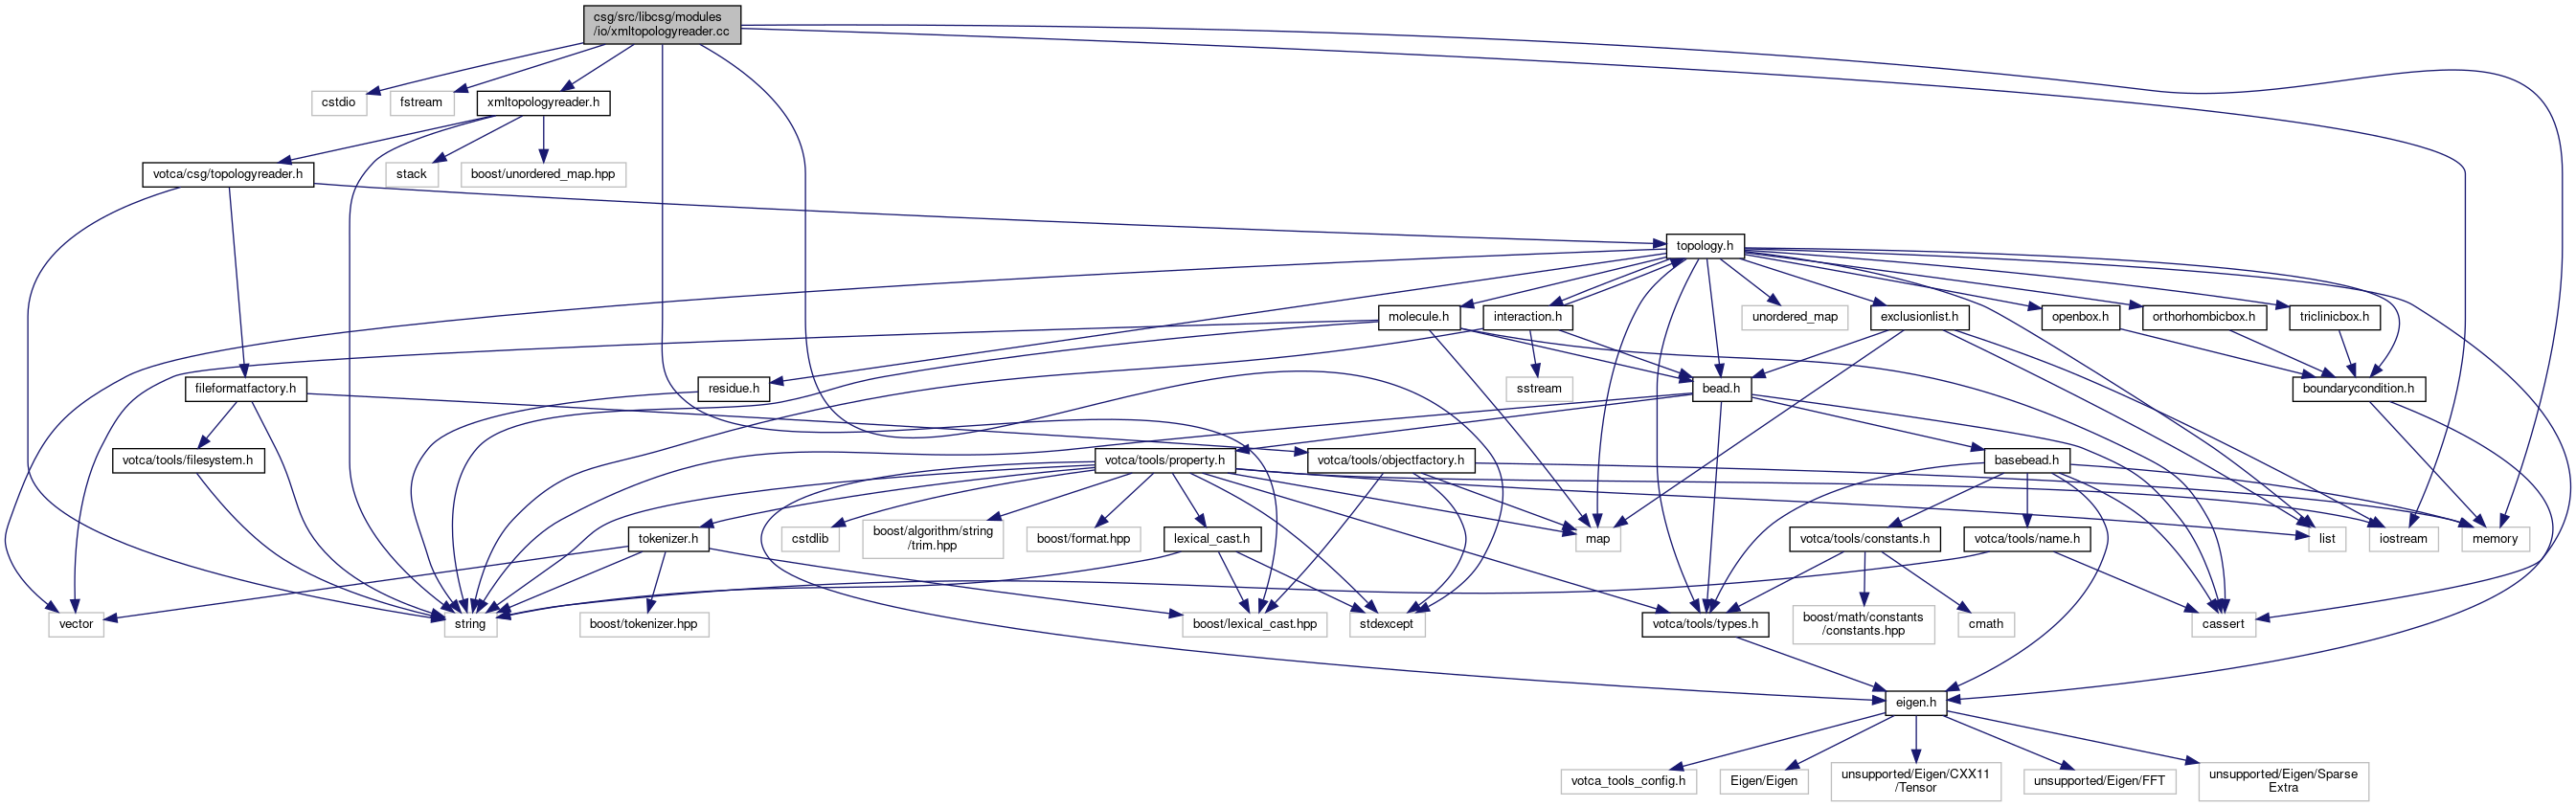 csg/src/libcsg/modules
/io/xmltopologyreader.cc
cstdio
fstream
xmltopologyreader.h
votca/csg/topologyreader.h
stack
boost/unordered_map.hpp
topology.h
molecule.h
interaction.h
unordered_map
exclusionlist.h
openbox.h
orthorhombicbox.h
triclinicbox.h
fileformatfactory.h
residue.h
sstream
bead.h
boundarycondition.h
votca/tools/filesystem.h
votca/tools/property.h
votca/tools/objectfactory.h
basebead.h
tokenizer.h
cstdlib
boost/algorithm/string
/trim.hpp
boost/format.hpp
lexical_cast.h
map
votca/tools/constants.h
votca/tools/name.h
list
iostream
memory
vector
string
boost/tokenizer.hpp
boost/lexical_cast.hpp
stdexcept
votca/tools/types.h
boost/math/constants
/constants.hpp
cmath
cassert
eigen.h
votca_tools_config.h
Eigen/Eigen
unsupported/Eigen/CXX11
/Tensor
unsupported/Eigen/FFT
unsupported/Eigen/Sparse
Extra